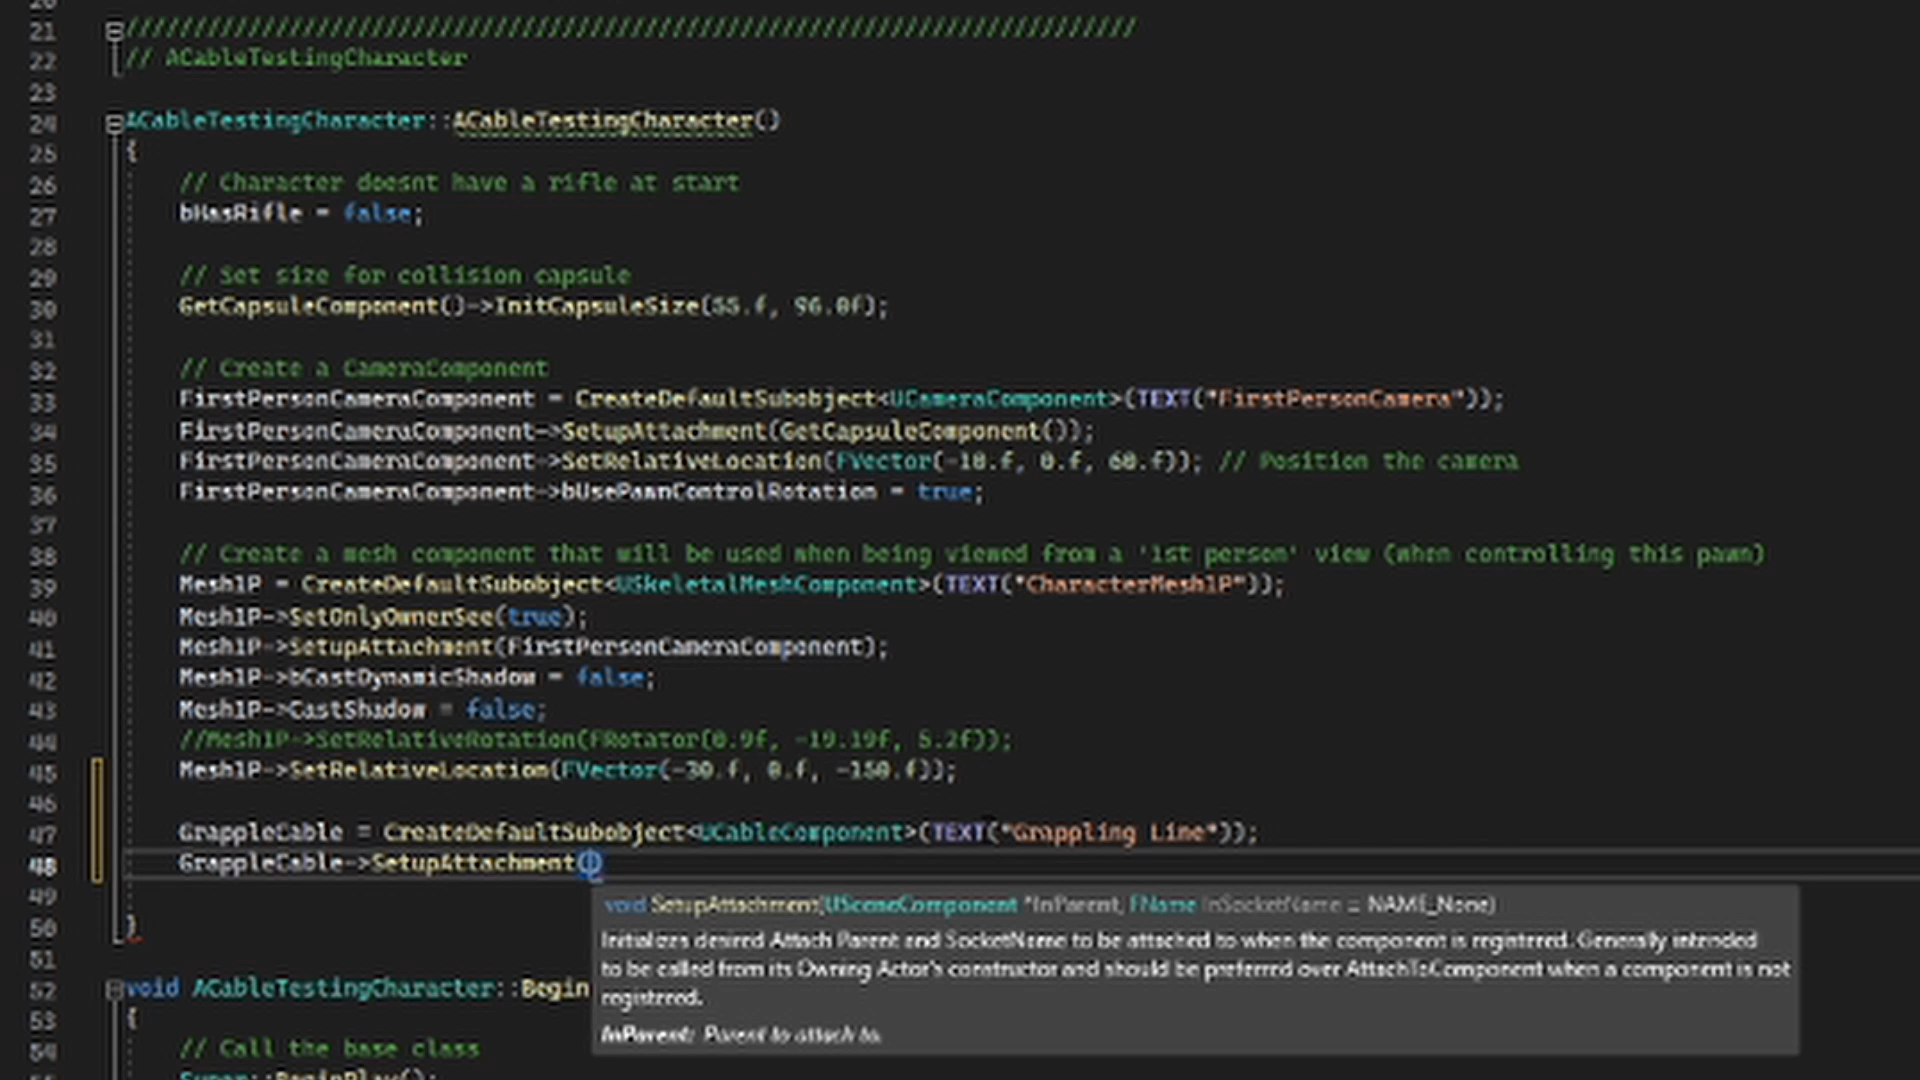 21 ////////////////////////////////////////////////////////////////////////////
22 // ACableTestingCharacter
23
24 ACableTestingCharacter::ACableTestingCharacter()
25 {
26 // Character doesnt have a rifle at start
27 bHasRifle = false;
28
29 // Set size for collision capsule
30 GetCapsuleComponent()->InitCapsuleSize(55.f, 96.0f);
31
32 // Create a CameraComponent
33 FirstPersonCameraComponent = CreateDefaultSubobject<UCameraComponent>(TEXT("FirstPersonCamera"));
34 FirstPersonCameraComponent->SetupAttachment(GetCapsuleComponent());
35 FirstPersonCameraComponent->SetRelativeLocation(FVector(-10.f, 0.f, 60.f)); // Position the camera
36 FirstPersonCameraComponent->bUsePawnControlRotation = true;
37
38 // Create a mesh component that will be used when being viewed from a '1st person' view (when controlling this pawn)
39 Mesh1P = CreateDefaultSubobject<USkeletalMeshComponent>(TEXT("CharacterMesh1P"));
40 Mesh1P->SetOnlyOwnerSee(true);
41 Mesh1P->SetupAttachment(FirstPersonCameraComponent);
42 Mesh1P->bCastDynamicShadow = false;
43 Mesh1P->CastShadow = false;
44 //Mesh1P->SetRelativeRotation(FRotator(0.9f, -19.19f, 5.2f));
45 Mesh1P->SetRelativeLocation(FVector(-30.f, 0.f, -150.f));
46
47 GrappleCable = CreateDefaultSubobject<UCableComponent>(TEXT("Grappling Line"));
48 GrappleCable->SetupAttachment()
49
void SetupAttachment(USceneComponent *InParent, FName InSocketName = NAME_None)
50 }
Initializes desired Attach Parent and SocketName to be attached to when the component is registered. Generally intended
to be called from its Owning Actor's constructor and should be preferred over AttachToComponent when a component is not
registered.
InParent: Parent to attach to.
51
52 void ACableTestingCharacter::Begin
53 {
54 // Call the base class
Super::BeginPlay();